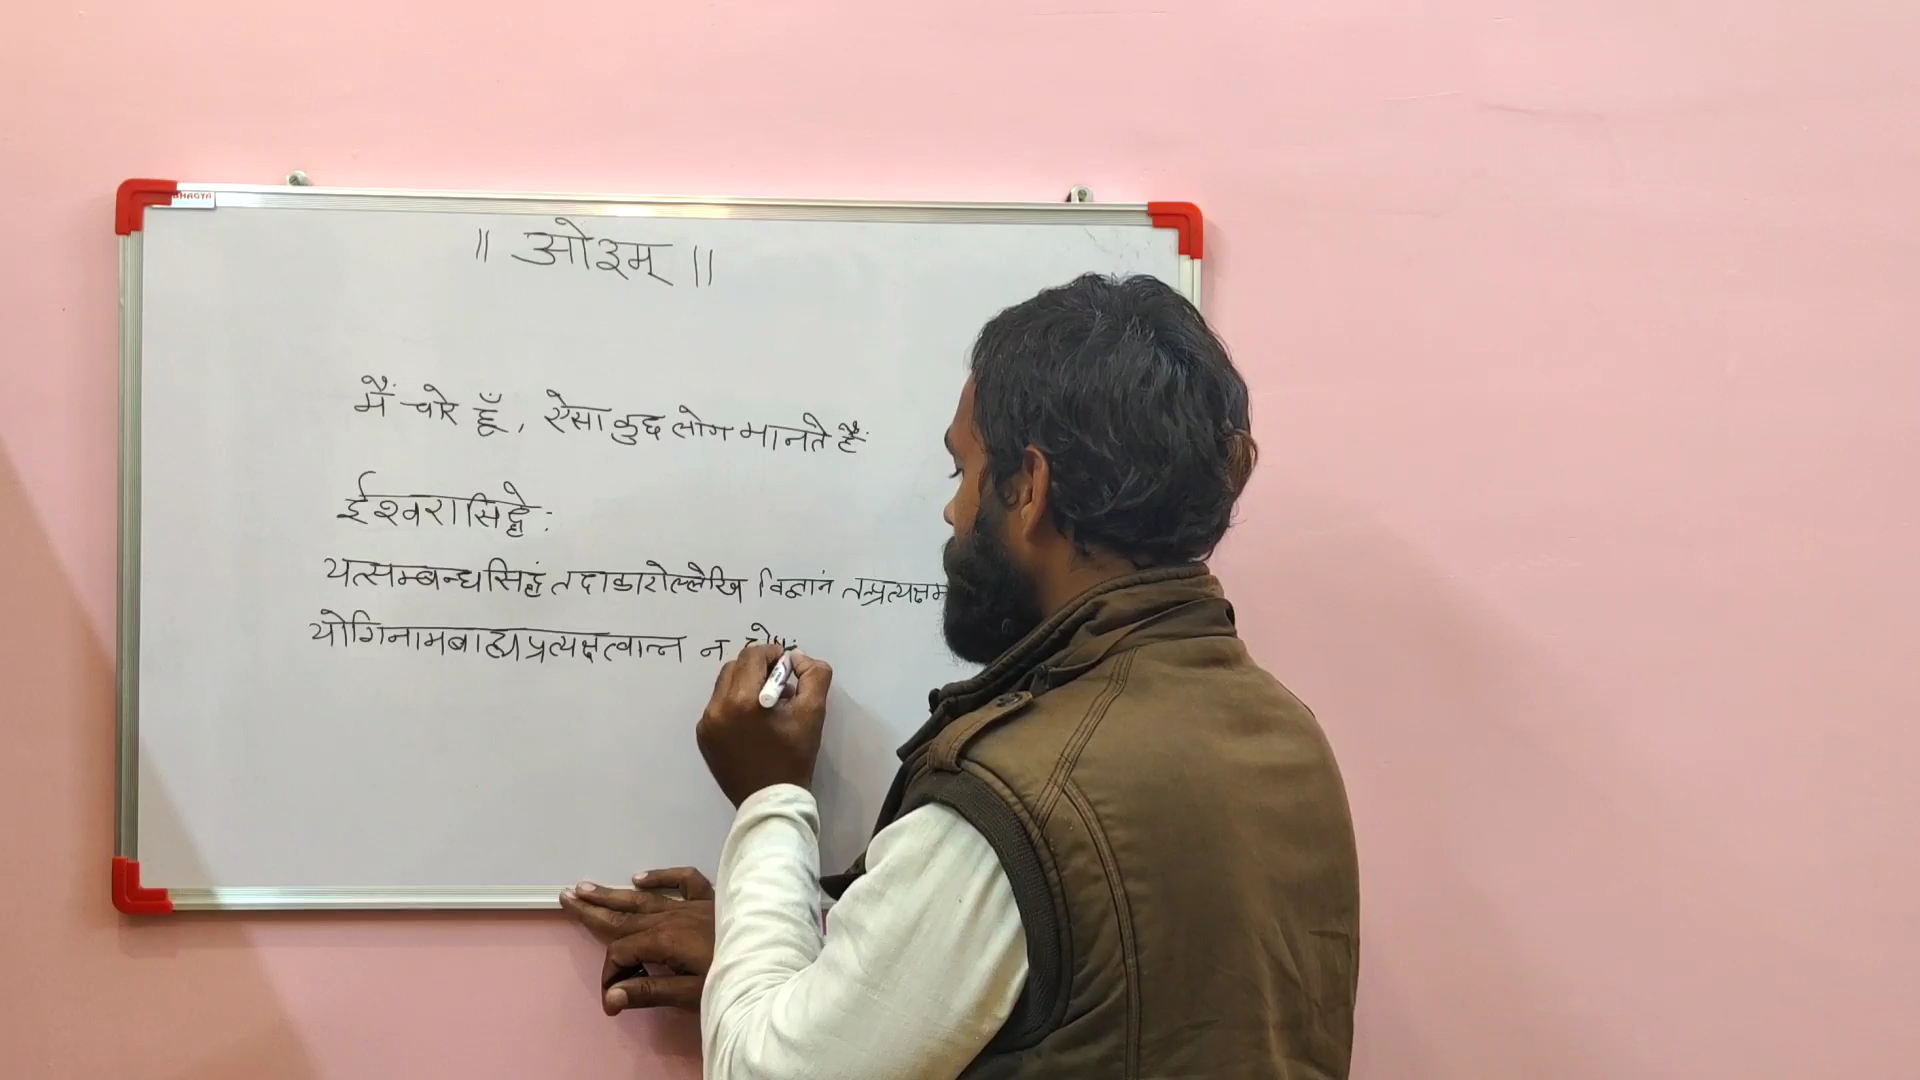 BHAGYA
॥ ओ३म् ॥
मैं चोर हूँ, ऐसा कुछ लोग मानते हैं
ईश्वरासिद्धेः
यत्सम्बन्धसिद्धं तदाकारोल्लेखि विज्ञानं तत्प्रत्यक्षम
योगिनामबाह्यप्रत्यक्षत्वान्न न दोषः